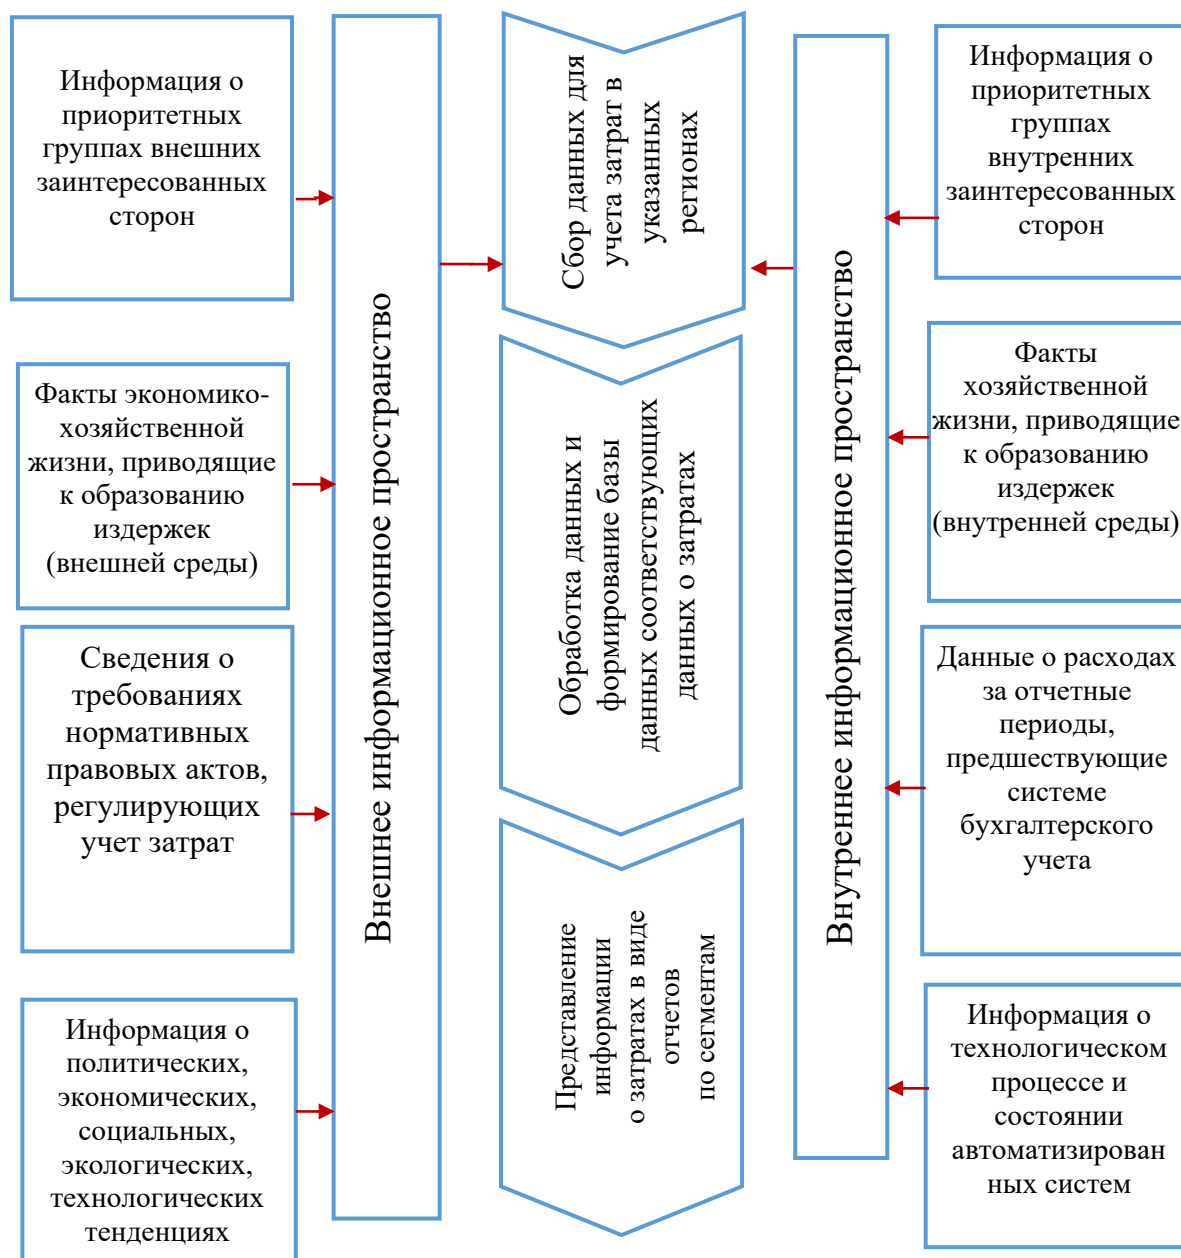 Информация о
приоритетных
группах внешних
заинтересованных
сторон
Факты экономико-
хозяйственной
жизни, приводящие
к образованию
издержек
(внешней среды)
Сведения о
требованиях
нормативных
правовых актов,
регулирующих
учет затрат
Информация о
политических,
экономических,
социальных,
экологических,
технологических
тенденциях
Внешнее информационное пространство
Сбор данных для
учета затрат в
указанных
регионах
Обработка данных и
формирование базы
данных соответствующих
данных о затратах
Представление
информации
о затратах в виде
отчетов
по сегментам
Внутреннее информационное пространство
Информация о
приоритетных
группах
внутренних
заинтересованных
сторон
Факты
хозяйственной
жизни, приводящие
к образованию
издержек
(внутренней среды)
Данные о расходах
за отчетные
периоды,
предшествующие
системе
бухгалтерского
учета
Информация о
технологическом
процессе и
состоянии
автоматизирован
ных систем